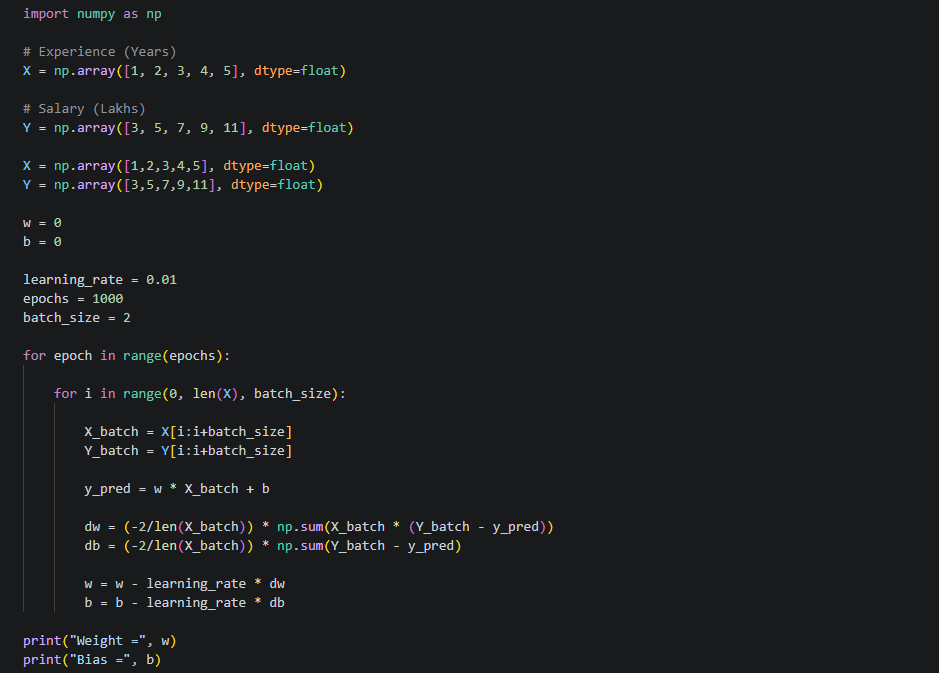 import numpy as np
# Experience (Years)
X = np.array([1, 2, 3, 4, 5], dtype=float)
# Salary (Lakhs)
Y = np.array([3, 5, 7, 9, 11], dtype=float)
X = np.array([1,2,3,4,5], dtype=float)
Y = np.array([3,5,7,9,11], dtype=float)
w = 0
b = 0
learning_rate = 0.01
epochs = 1000
batch_size = 2
for epoch in range(epochs):
    for i in range(0, len(X), batch_size):
        X_batch = X[i:i+batch_size]
        Y_batch = Y[i:i+batch_size]
        y_pred = w * X_batch + b
        dw = (-2/len(X_batch)) * np.sum(X_batch * (Y_batch - y_pred))
        db = (-2/len(X_batch)) * np.sum(Y_batch - y_pred)
        w = w - learning_rate * dw
        b = b - learning_rate * db
print("Weight =", w)
print("Bias =", b)